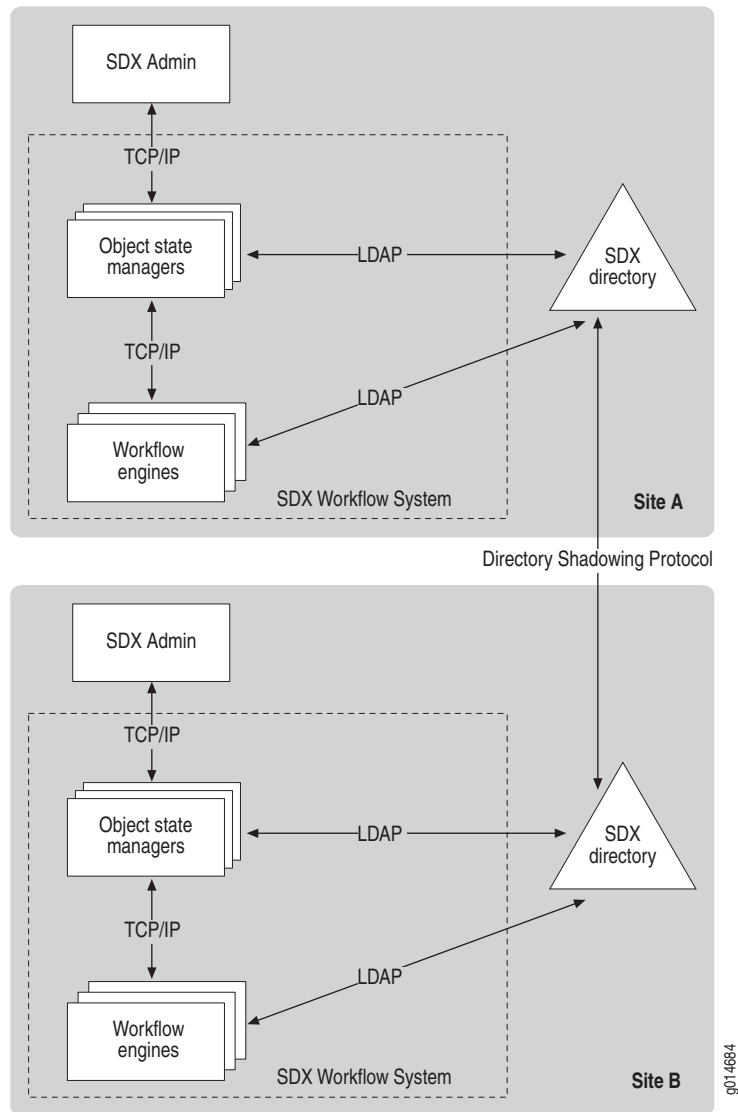 SDX Admin
TCP/IP
Object state
managers
LDAP
SDX
directory
TCP/IP
LDAP
Workflow
engines
SDX Workflow System
Site A
Directory Shadowing Protocol
SDX Admin
TCP/IP
Object state
managers
LDAP
SDX
directory
TCP/IP
LDAP
Workflow
engines
SDX Workflow System
Site B
g014684